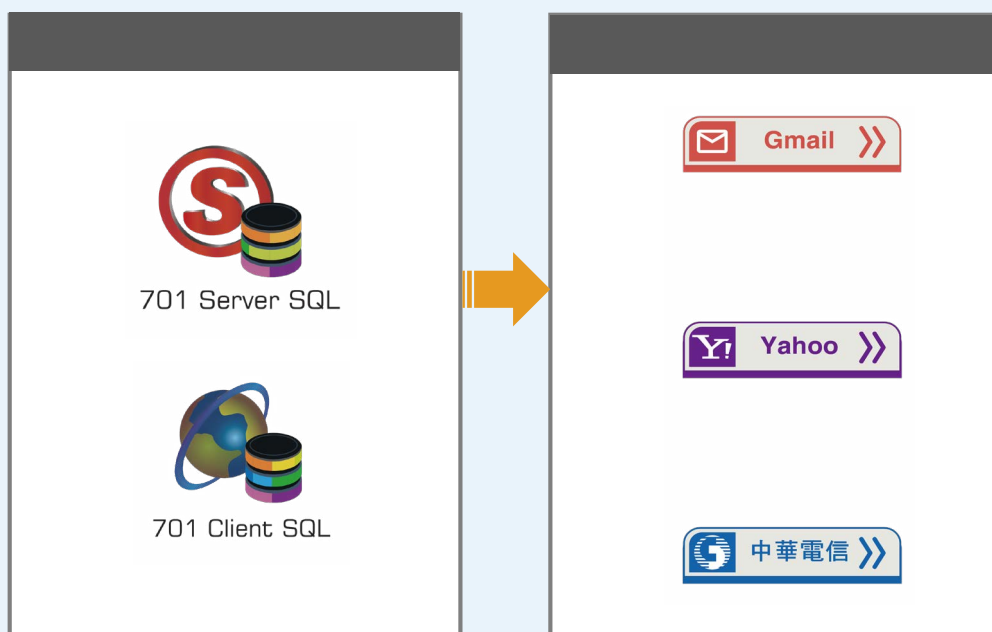 701 Server SQL
701 Client SQL
Gmail
Yahoo
中華電信